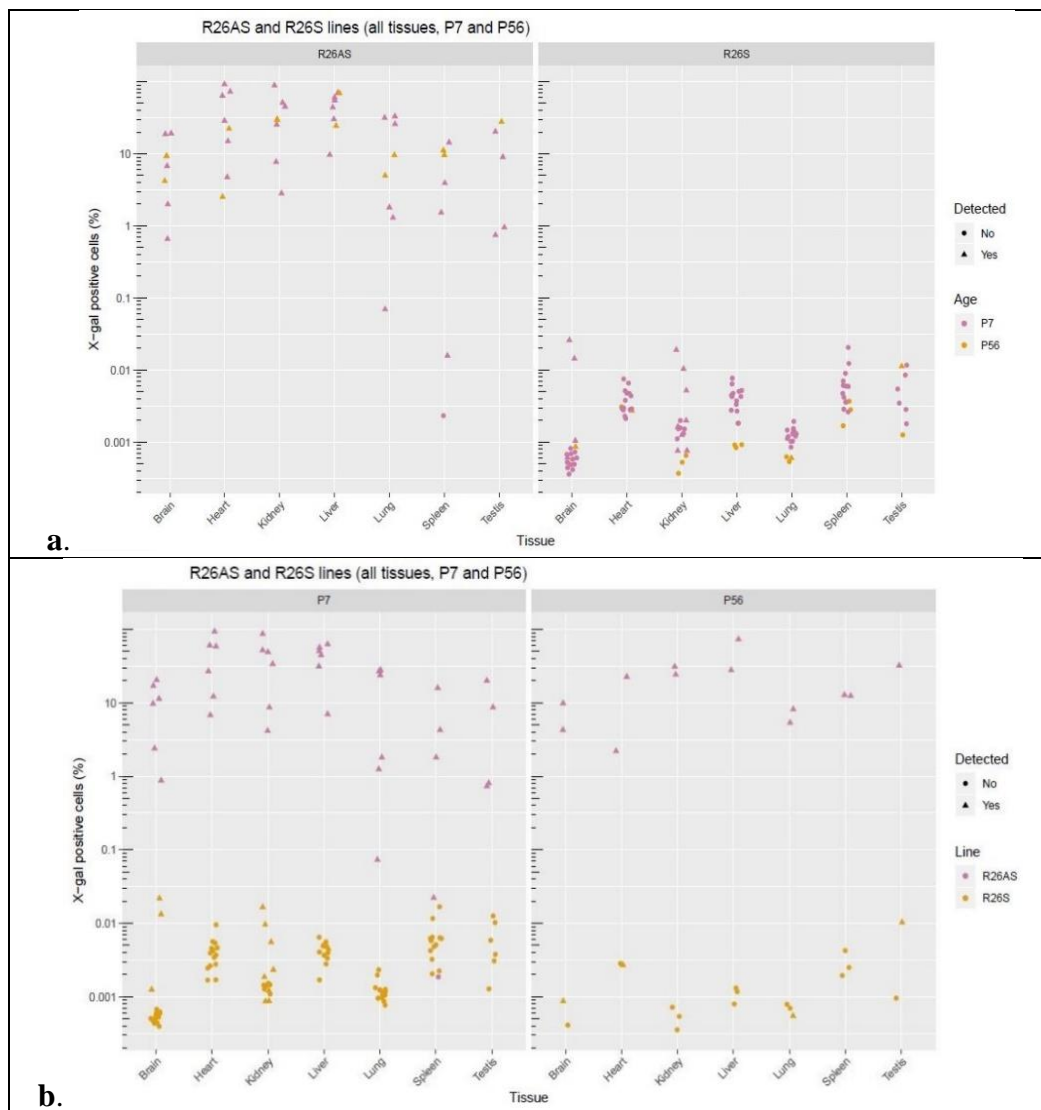 R26AS and R26S lines (all tissues, P7 and P56)
R26AS
R26S
X-gal positive cells (%)
10
1
0.1
0.01
0.001
Brain
Heart
Kidney
Liver
Lung
Spleen
Testis
Brain
Heart
Kidney
Liver
Lung
Spleen
Testis
Tissue
Detected
No
Yes
Age
P7
P56
a.
R26AS and R26S lines (all tissues, P7 and P56)
P7
P56
X-gal positive cells (%)
10
1
0.1
0.01
0.001
Brain
Heart
Kidney
Liver
Lung
Spleen
Testis
Brain
Heart
Kidney
Liver
Lung
Spleen
Testis
Tissue
Detected
No
Yes
Line
R26AS
R26S
b.